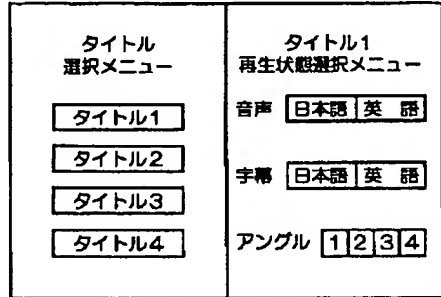 タイトル
選択メニュー
タイトル1
タイトル2
タイトル3
タイトル4
タイトル1
再生状態選択メニュー
音声 日本語 英 語
字幕 日本語 英 語
アングル 1 2 3 4